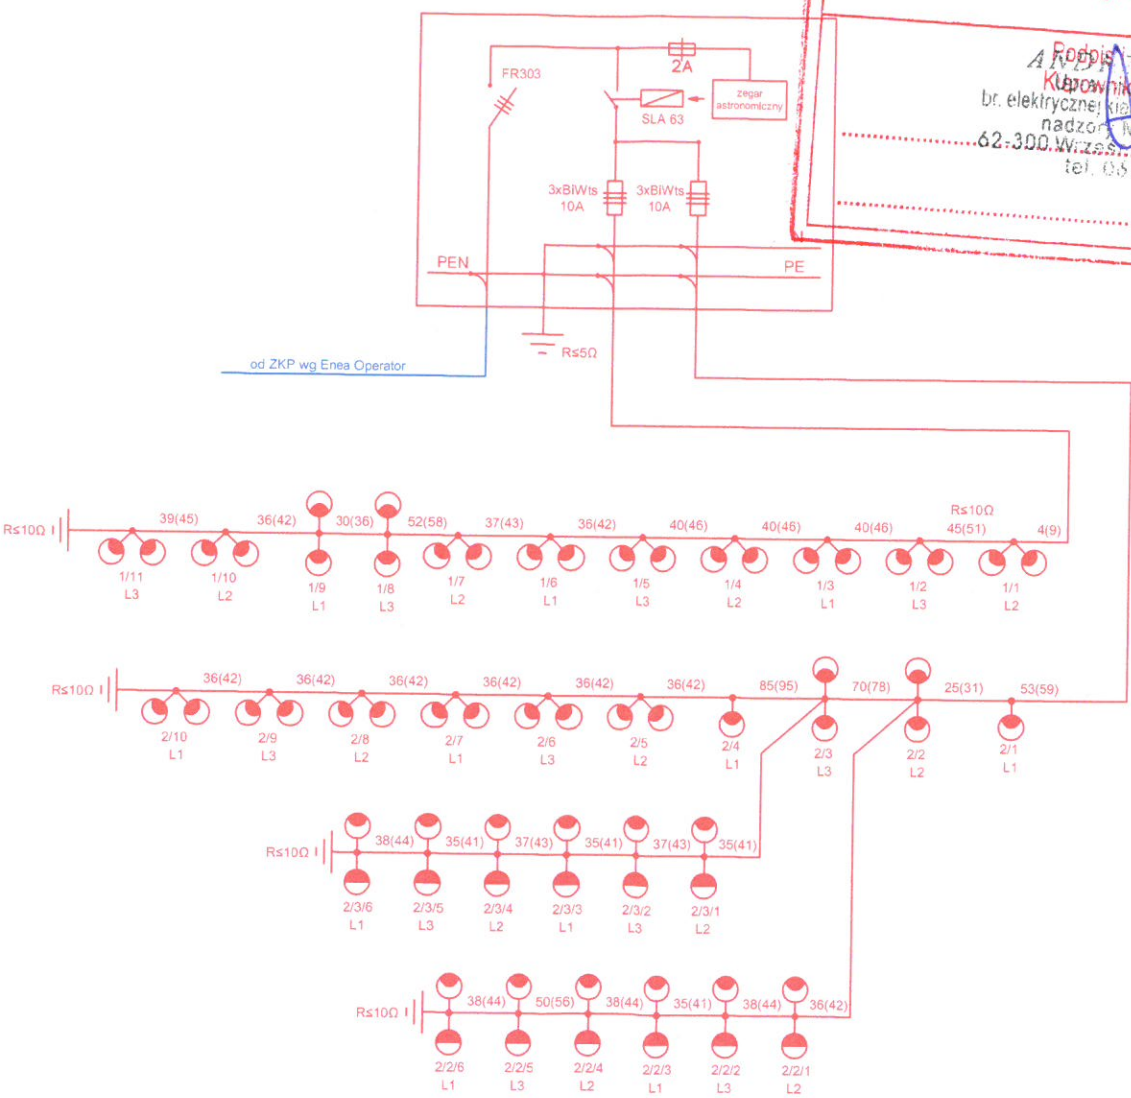 FR303
2A
zegar
astronomiczny
SLA 63
3xBiWts
10A
3xBiWts
10A
PEN
PE
R≤5Ω
od ZKP wg Enea Operator
br. elektrycznej
nadzoru
62-300
tel.
R≤10Ω
39(45) 36(42) 30(36) 52(58) 37(43) 36(42) 40(46) 40(46) 40(46) 45(51) 4(9)
R≤10Ω
1/11 1/10 1/9 1/8 1/7 1/6 1/5 1/4 1/3 1/2 1/1
L3 L2 L1 L3 L2 L1 L3 L2 L1 L3 L2
R≤10Ω
36(42) 36(42) 36(42) 36(42) 36(42) 36(42) 85(95) 70(78) 25(31) 53(59)
2/10 2/9 2/8 2/7 2/6 2/5 2/4 2/3 2/2 2/1
L1 L3 L2 L1 L3 L2 L1 L3 L2 L1
R≤10Ω
38(44) 35(41) 37(43) 35(41) 37(43) 35(41)
2/3/6 2/3/5 2/3/4 2/3/3 2/3/2 2/3/1
L1 L3 L2 L1 L3 L2
R≤10Ω
38(44) 50(56) 38(44) 35(41) 38(44) 36(42)
2/2/6 2/2/5 2/2/4 2/2/3 2/2/2 2/2/1
L1 L3 L2 L1 L3 L2